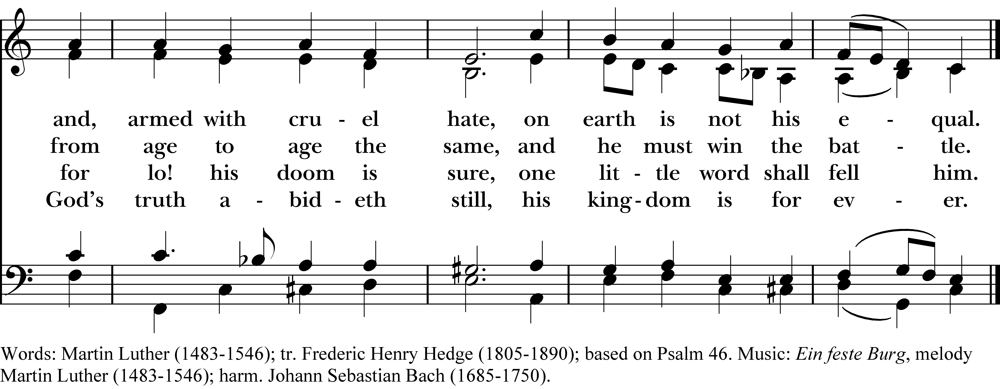 and, armed with cru - el hate, on earth is not his e - qual.
from age to age the same, and he must win the bat - tle.
for lo! his doom is sure, one lit - tle word shall fell him.
God’s truth a - bid - eth still, his king - dom is for ev - er.
Words: Martin Luther (1483-1546); tr. Frederic Henry Hedge (1805-1890); based on Psalm 46. Music: Ein feste Burg, melody
Martin Luther (1483-1546); harm. Johann Sebastian Bach (1685-1750).